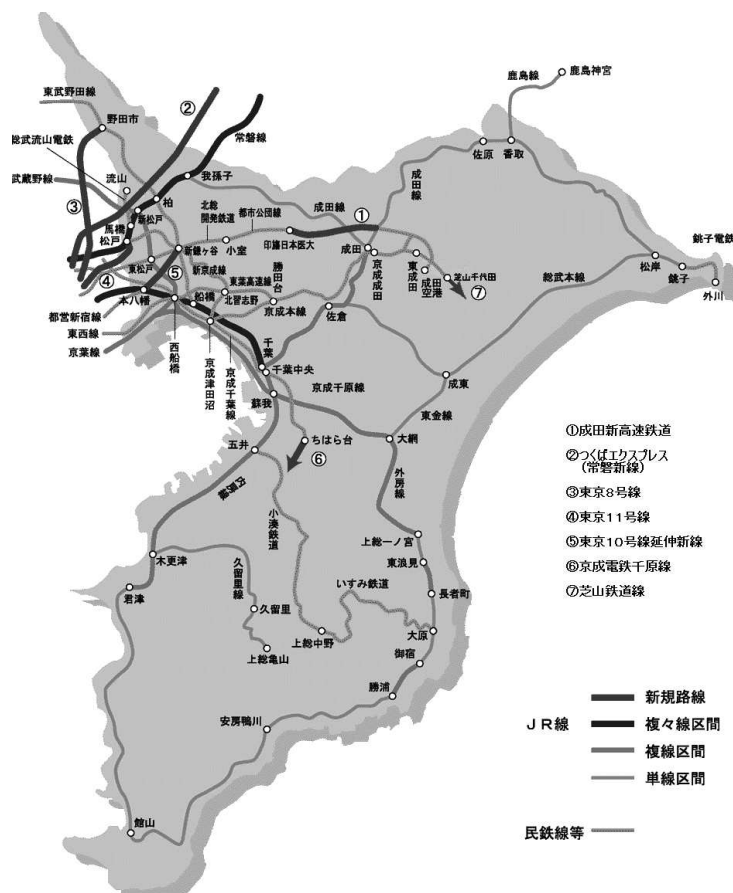 鹿島線
鹿島神宮
東武野田線
②
野田市
常磐線
総武流山電鉄
佐原
香取
流山
我孫子
武蔵野線
柏
成田線
成田線
③
北総
開発鉄道
都市公団線
①
新松戸
馬橋
松戸
小室
印旛日本医大
成田
新鎌ヶ谷
東松戸
京成成田
東成田
成田
空港
芝山千代田
⑦
銚子電鉄
松岸
銚子
外川
総武本線
④
⑤
新京成線
東葉高速線
勝田台
北習志野
船橋
本八幡
京成本線
佐倉
都営新宿線
東西線
京葉線
西船橋
京成津田沼
京成千葉線
千葉
千葉中央
京成千原線
成東
蘇我
東金線
大網
ちはら台
⑥
五井
外房線
内房線
小湊鉄道
①成田新高速鉄道
②つくばエクスプレス
(常磐新線)
③東京8号線
④東京11号線
⑤東京10号線延伸新線
⑥京成電鉄千原線
⑦芝山鉄道線
上総一ノ宮
東浪見
木更津
久留里線
いすみ鉄道
君津
長者町
久留里
上総中野
大原
上総亀山
御宿
勝浦
安房鴨川
館山
JR線
新規路線
複々線区間
複線区間
単線区間
民鉄線等